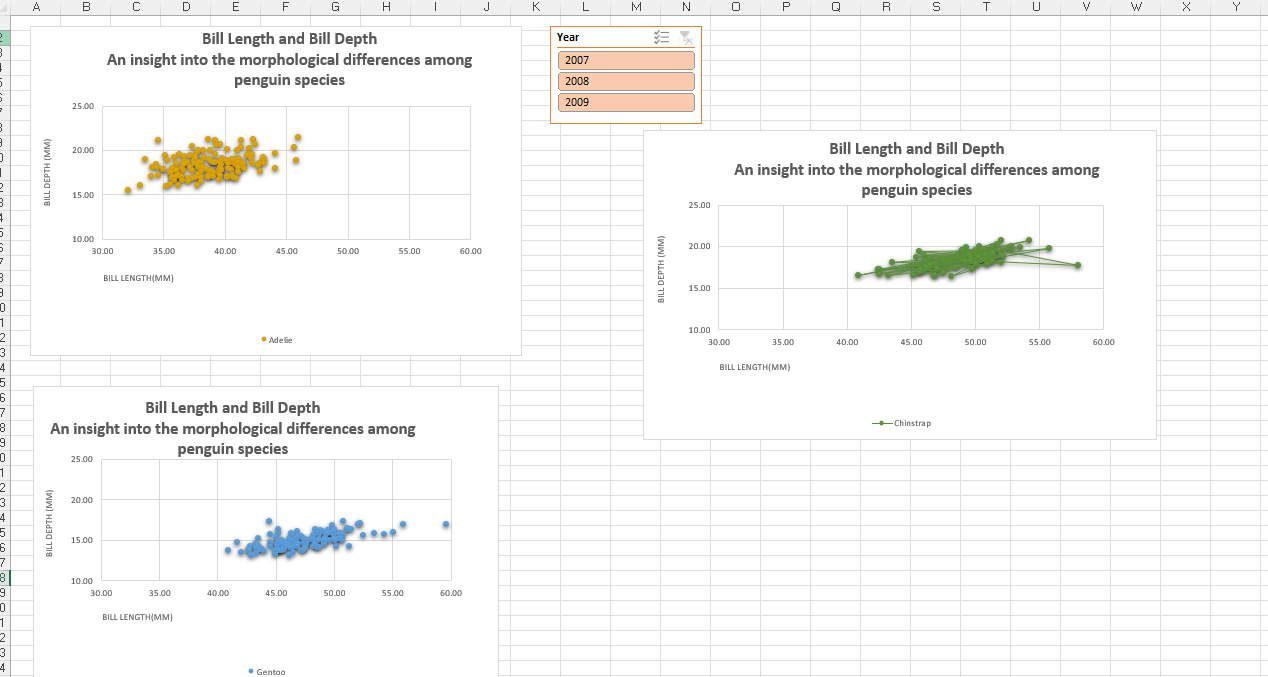 A B C D E F G H I J K L M N O P Q R S T U V W X Y
Bill Length and Bill Depth
An insight into the morphological differences among
penguin species
25.00
20.00
15.00
10.00
BILL DEPTH (MM)
30.00 35.00 40.00 45.00 50.00 55.00 60.00
BILL LENGTH(MM)
Adelie
Year
2007
2008
2009
Bill Length and Bill Depth
An insight into the morphological differences among
penguin species
25.00
20.00
15.00
10.00
BILL DEPTH (MM)
30.00 35.00 40.00 45.00 50.00 55.00 60.00
BILL LENGTH(MM)
Chinstrap
Bill Length and Bill Depth
An insight into the morphological differences among
penguin species
25.00
20.00
15.00
10.00
BILL DEPTH (MM)
30.00 35.00 40.00 45.00 50.00 55.00 60.00
BILL LENGTH(MM)
Gentoo